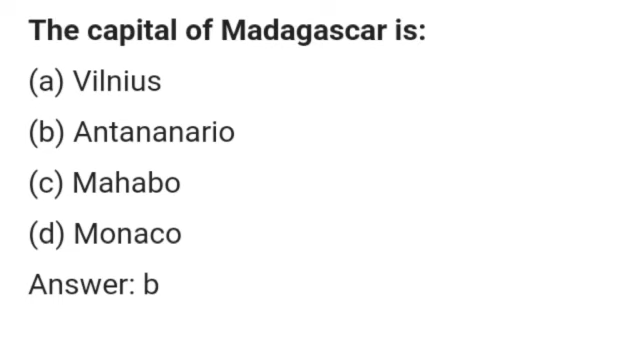 The capital of Madagascar is:
(a) Vilnius
(b) Antananario
(c) Mahabo
(d) Monaco
Answer: b